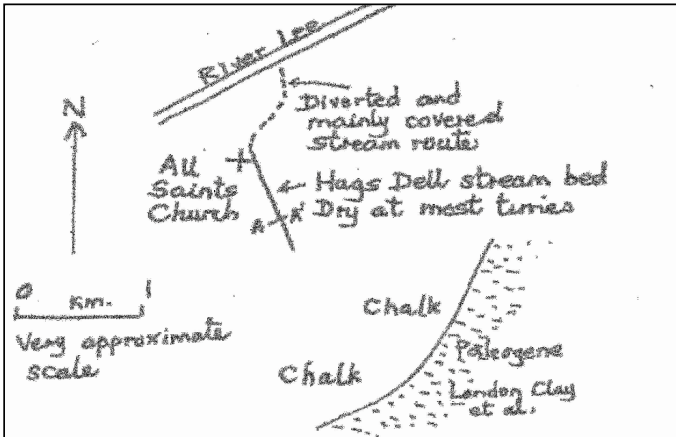 River Lee
N
Diverted and
mainly covered
stream route
All
Saints
Church
Hags Dell stream bed
Dry at most times
A A'
0 Km. 1
Very approximate
scale
Chalk
Chalk
Paleogene
London Clay
et al.